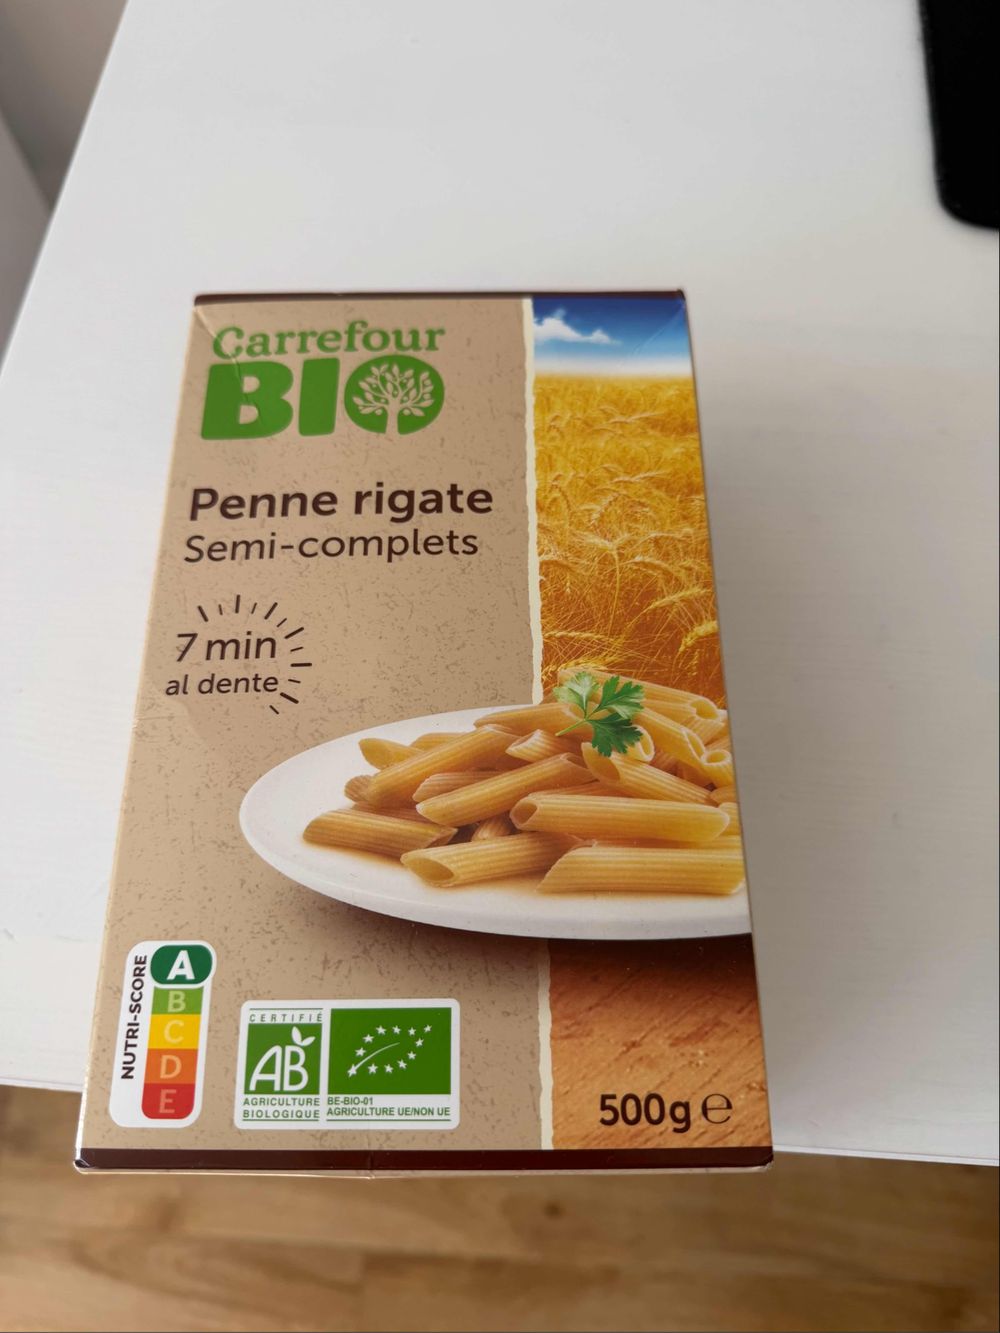 Carrefour
BIO
Penne rigate
Semi-complets
7 min
al dente
NUTRI-SCORE
A
B
C
D
E
CERTIFIÉ
AB
AGRICULTURE
BIOLOGIQUE
BE-BIO-01
AGRICULTURE UE/NON UE
500g e